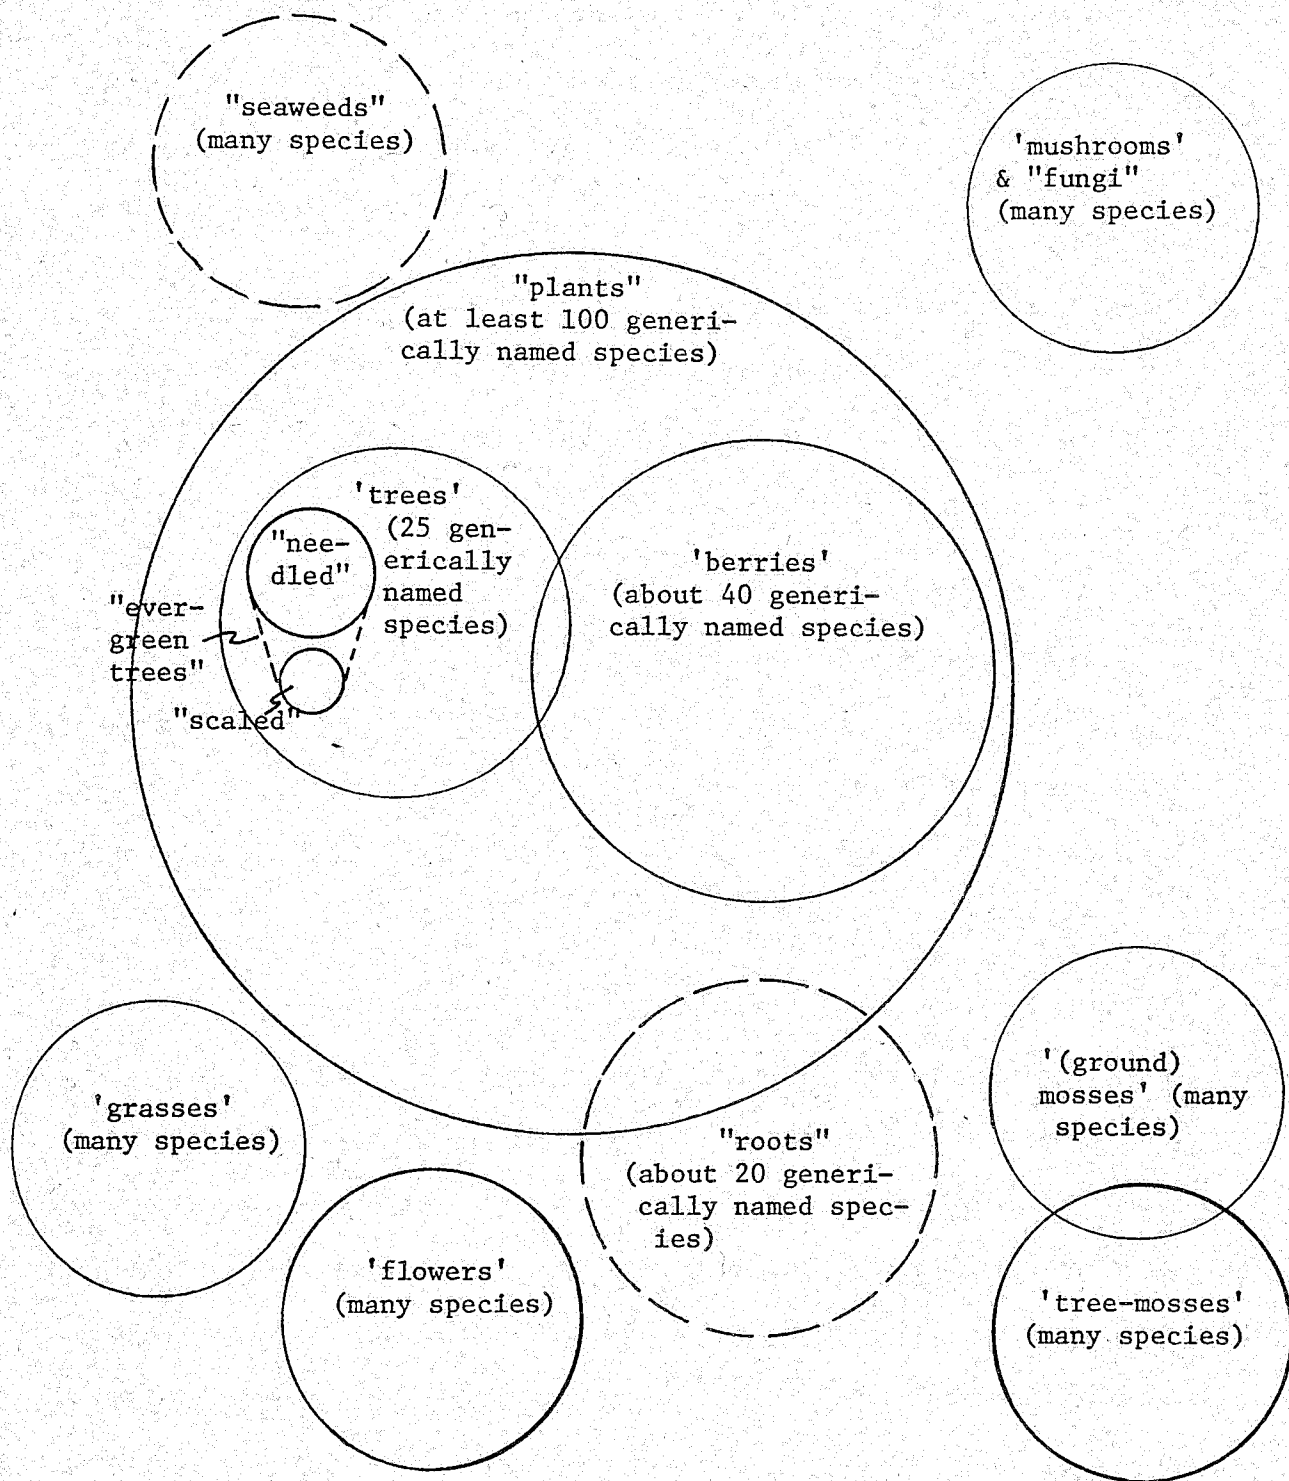 "seaweeds"
(many species)
'mushrooms'
& "fungi"
(many species)
"plants"
(at least 100 generi-
cally named species)
'trees'
(25 gen-
erically
named
species)
"nee-
dled"
"ever-
green
trees"
"scaled"
'berries'
(about 40 generi-
cally named species)
'grasses'
(many species)
'flowers'
(many species)
"roots"
(about 20 generi-
cally named spec-
ies)
'(ground)
mosses' (many
species)
'tree-mosses'
(many species)